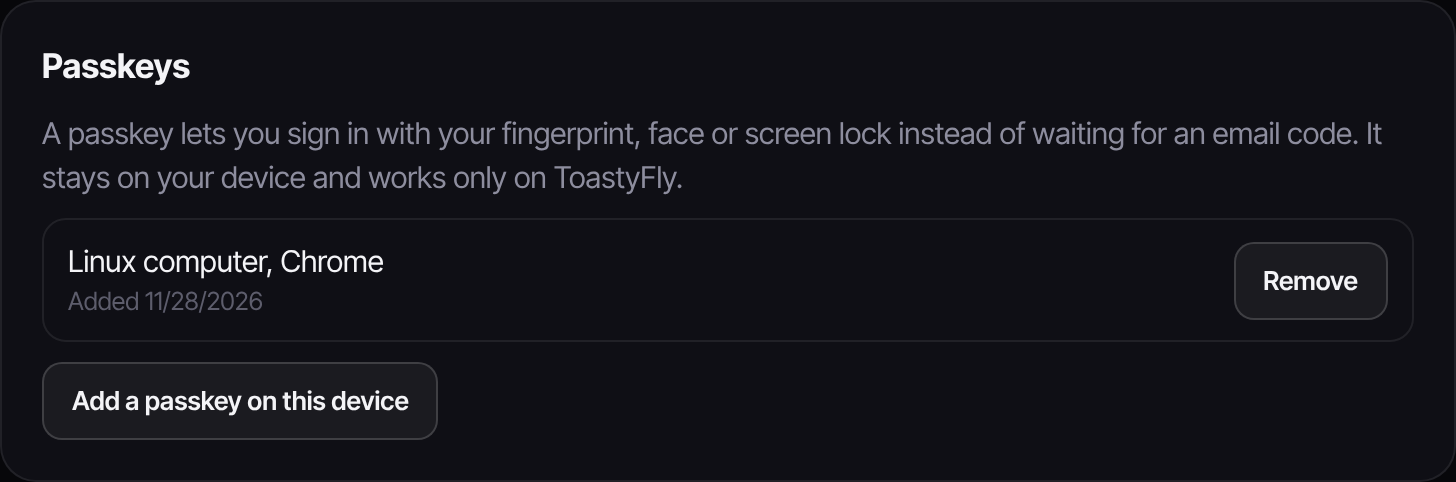 Passkeys
A passkey lets you sign in with your fingerprint, face or screen lock instead of waiting for an email code. It
stays on your device and works only on ToastyFly.
Linux computer, Chrome
Added 11/28/2026
Remove
Add a passkey on this device